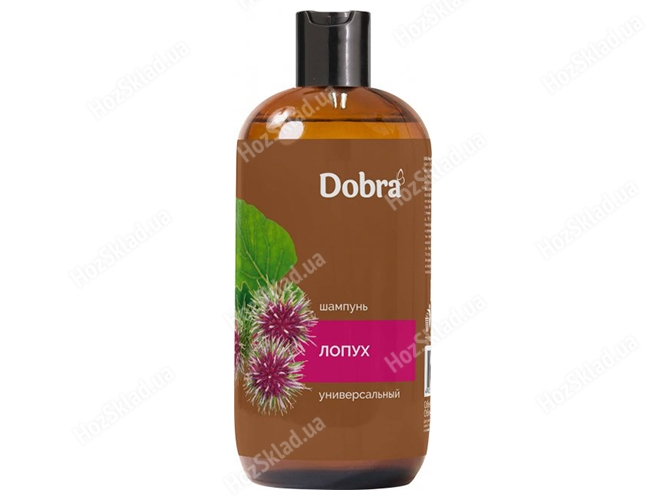 Dobra
шампунь
ЛОПУХ
универсальный
HozSklad.ua